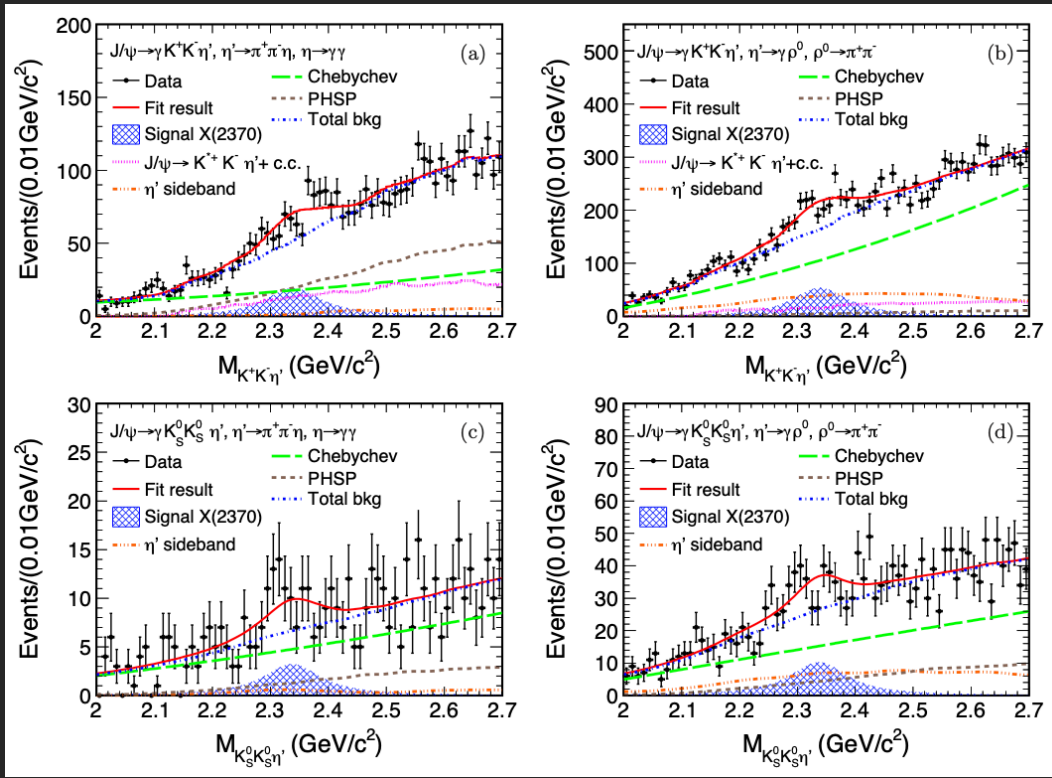 J/ψ→γK⁺K⁻η', η'→π⁺π⁻η, η→γγ (a)
Data
Fit result
Signal X(2370)
J/ψ→ K*⁺ K⁻ η'+ c.c.
η' sideband
Chebychev
PHSP
Total bkg
Events/(0.01GeV/c²)
200
150
100
50
0
2 2.1 2.2 2.3 2.4 2.5 2.6 2.7
M_K⁺K⁻η' (GeV/c²)
J/ψ→γK⁺K⁻η', η'→γρ⁰, ρ⁰→π⁺π⁻ (b)
Data
Fit result
Signal X(2370)
J/ψ→ K*⁺ K⁻ η'+c.c.
η' sideband
Chebychev
PHSP
Total bkg
Events/(0.01GeV/c²)
500
400
300
200
100
0
2 2.1 2.2 2.3 2.4 2.5 2.6 2.7
M_K⁺K⁻η' (GeV/c²)
J/ψ→γK⁰_SK⁰_S η', η'→π⁺π⁻η, η→γγ (c)
Data
Fit result
Signal X(2370)
η' sideband
Chebychev
PHSP
Total bkg
Events/(0.01GeV/c²)
30
25
20
15
10
5
0
2 2.1 2.2 2.3 2.4 2.5 2.6 2.7
M_K⁰_SK⁰_Sη' (GeV/c²)
J/ψ→γK⁰_SK⁰_Sη', η'→γρ⁰, ρ⁰→π⁺π⁻ (d)
Data
Fit result
Signal X(2370)
η' sideband
Chebychev
PHSP
Total bkg
Events/(0.01GeV/c²)
90
80
70
60
50
40
30
20
10
0
2 2.1 2.2 2.3 2.4 2.5 2.6 2.7
M_K⁰_SK⁰_Sη' (GeV/c²)